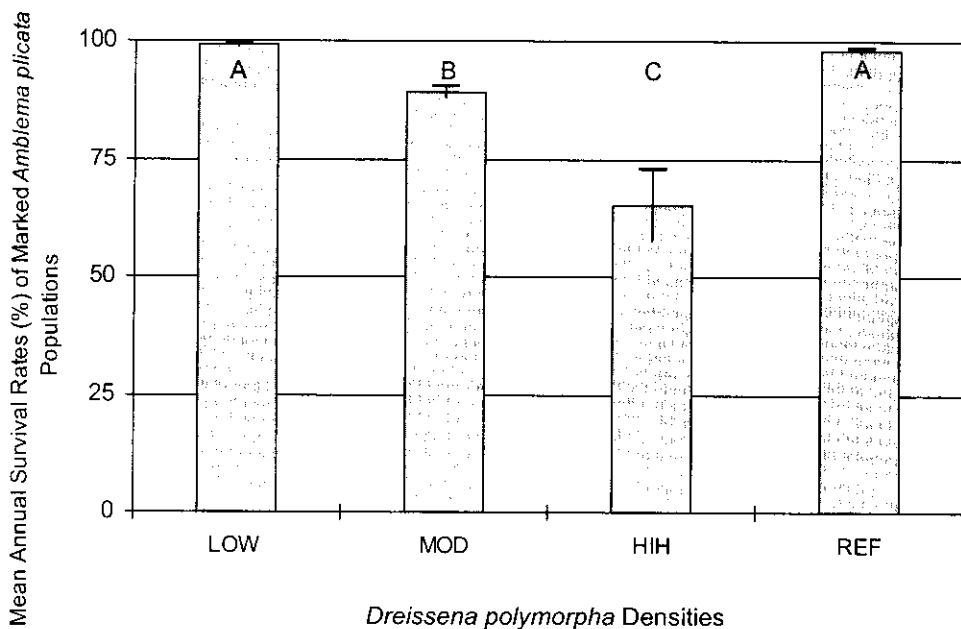 Mean Annual Survival Rates (%) of Marked Amblema plicata
Populations
100
75
50
25
0
A
B
C
A
LOW
MOD
HIH
REF
Dreissena polymorpha Densities